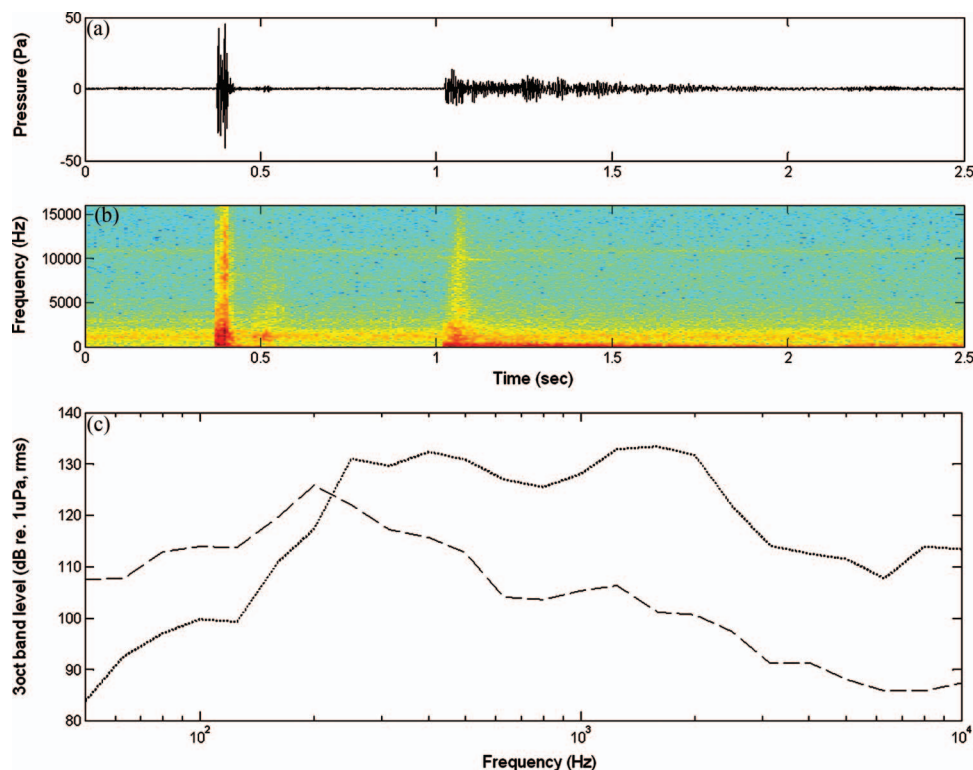 (a)
Pressure (Pa)
50
0
-50
0 0.5 1 1.5 2 2.5
(b)
Frequency (Hz)
15000
10000
5000
0
0 0.5 1 1.5 2 2.5
Time (sec)
(c)
3oct band level (dB re. 1uPa, rms)
140
130
120
110
100
90
80
10² 10³ 10⁴
Frequency (Hz)